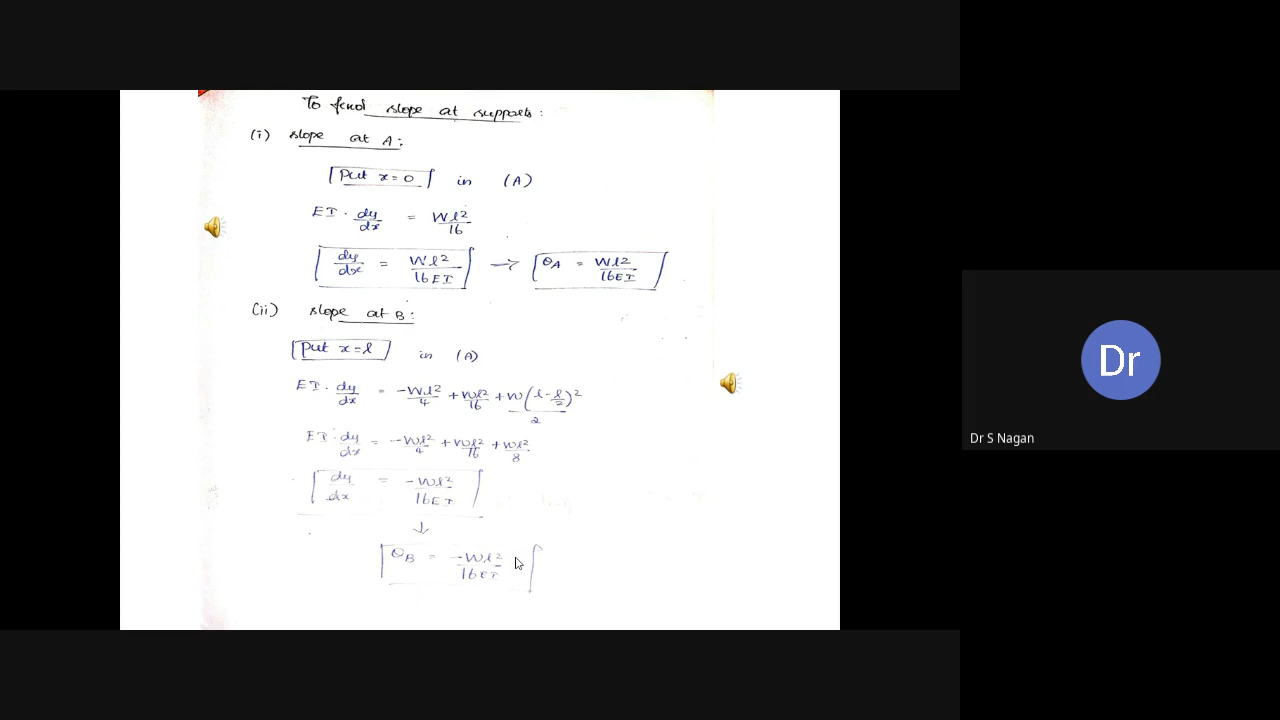 To find slope at supports:
(i) slope at A:
Put x=0 in (A)
EI. dy/dx = Wl²/16
dy/dx = Wl²/16EI → θA = Wl²/16EI
(ii) slope at B:
Put x=l in (A)
EI. dy/dx = -Wl²/4 + Wl²/16 + W(l-l/2)²/2
EI. dy/dx = -Wl²/4 + Wl²/16 + Wl²/8
dy/dx = -Wl²/16EI
↓
θB = -Wl²/16EI
Dr
Dr S Nagan